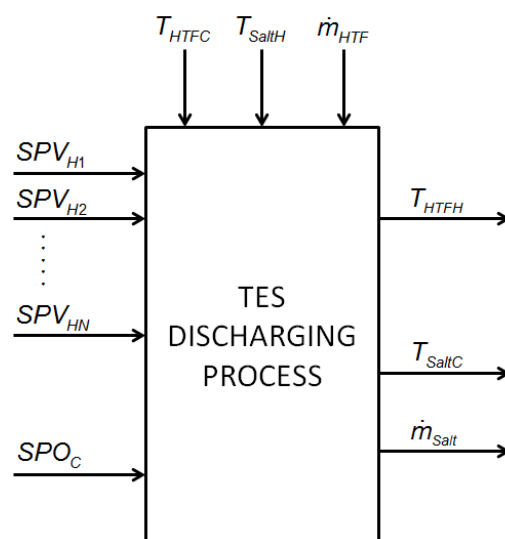 T_HTFC T_SaltH ṁ_HTF
SPV_H1
SPV_H2
SPV_HN
SPO_C
TES
DISCHARGING
PROCESS
T_HTFH
T_SaltC
ṁ_Salt